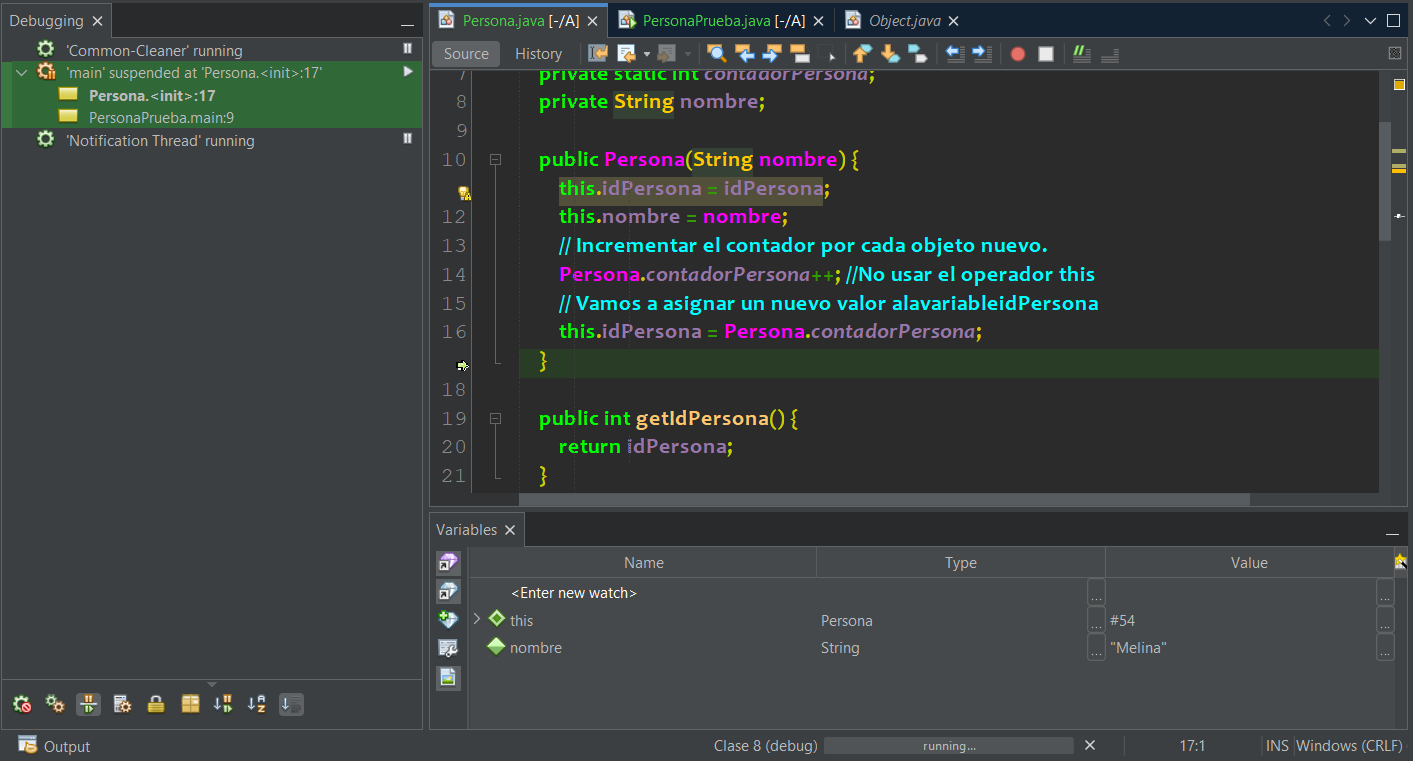 Debugging
'Common-Cleaner' running
'main' suspended at 'Persona.<init>:17'
Persona.<init>:17
PersonaPrueba.main:9
'Notification Thread' running
Persona.java [-/A]
PersonaPrueba.java [-/A]
Object.java
Source
History
7 private static int contadorPersona;
8 private String nombre;
9
10 public Persona(String nombre) {
this.idPersona = idPersona;
12 this.nombre = nombre;
13 // Incrementar el contador por cada objeto nuevo.
14 Persona.contadorPersona++; //No usar el operador this
15 // Vamos a asignar un nuevo valor alavariableidPersona
16 this.idPersona = Persona.contadorPersona;
}
18
19 public int getIdPersona() {
20 return idPersona;
21 }
Variables
Name Type Value
<Enter new watch> ... ...
this Persona ... #54 ...
nombre String ... "Melina" ...
Output
Clase 8 (debug) running... 17:1 INS Windows (CRLF)